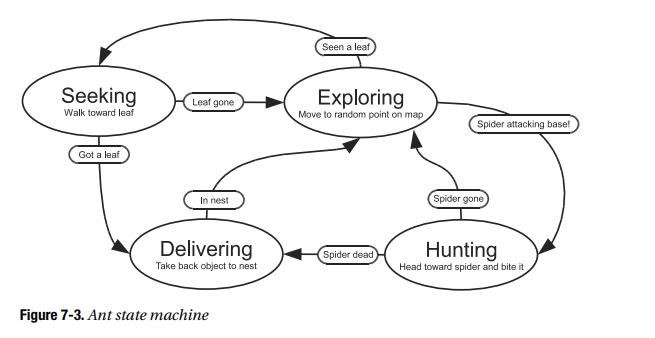 Seen a leaf
Seeking
Walk toward leaf
Leaf gone
Exploring
Move to random point on map
Spider attacking base!
Got a leaf
In nest
Spider gone
Delivering
Take back object to nest
Spider dead
Hunting
Head toward spider and bite it
Figure 7-3. Ant state machine